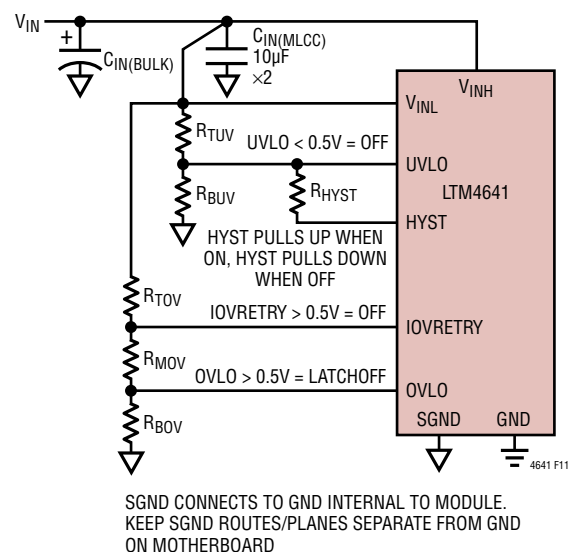 VIN
+
CIN(BULK)
CIN(MLCC)
10µF
×2
VINH
VINL
RTUV
UVLO < 0.5V = OFF
UVLO
LTM4641
RBUV
RHYST
HYST
HYST PULLS UP WHEN
ON, HYST PULLS DOWN
WHEN OFF
RTOV
IOVRETRY > 0.5V = OFF
IOVRETRY
RMOV
OVLO > 0.5V = LATCHOFF
OVLO
RBOV
SGND GND
4641 F11
SGND CONNECTS TO GND INTERNAL TO MODULE.
KEEP SGND ROUTES/PLANES SEPARATE FROM GND
ON MOTHERBOARD